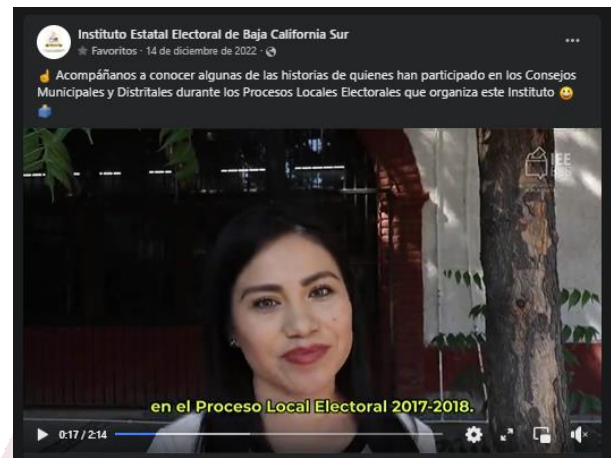 Instituto Estatal Electoral de Baja California Sur
Favoritos · 14 de diciembre de 2022 ·
☝ Acompáñanos a conocer algunas de las historias de quienes han participado en los Consejos
Municipales y Distritales durante los Procesos Locales Electorales que organiza este Instituto 😀
🗳
IEE
BCS
en el Proceso Local Electoral 2017-2018.
0:17 / 2:14